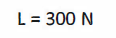 L = 300 N